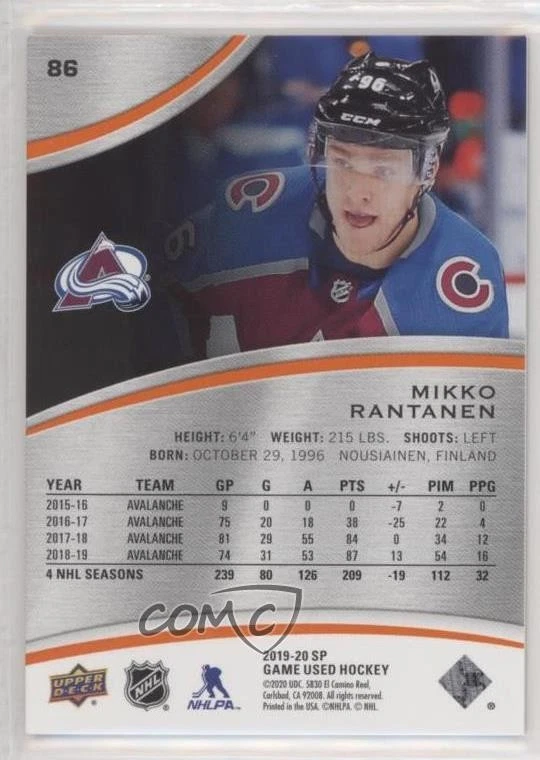 86
96
CCM
MIKKO
RANTANEN
HEIGHT: 6'4" WEIGHT: 215 LBS. SHOOTS: LEFT
BORN: OCTOBER 29, 1996 NOUSIAINEN, FINLAND
YEAR TEAM GP G A PTS +/- PIM PPG
2015-16 AVALANCHE 9 0 0 0 -7 2 0
2016-17 AVALANCHE 75 20 18 38 -25 22 4
2017-18 AVALANCHE 81 29 55 84 0 34 12
2018-19 AVALANCHE 74 31 53 87 13 54 16
4 NHL SEASONS 239 80 126 209 -19 112 32
COMC
2019-20 SP
GAME USED HOCKEY
©2020 UDC. 5830 El Camino Real,
Carlsbad, CA 92008. All rights reserved.
Printed in the USA. ©NHLPA. © NHL.
UPPER
D·E·C·K
NHL
NHLPA